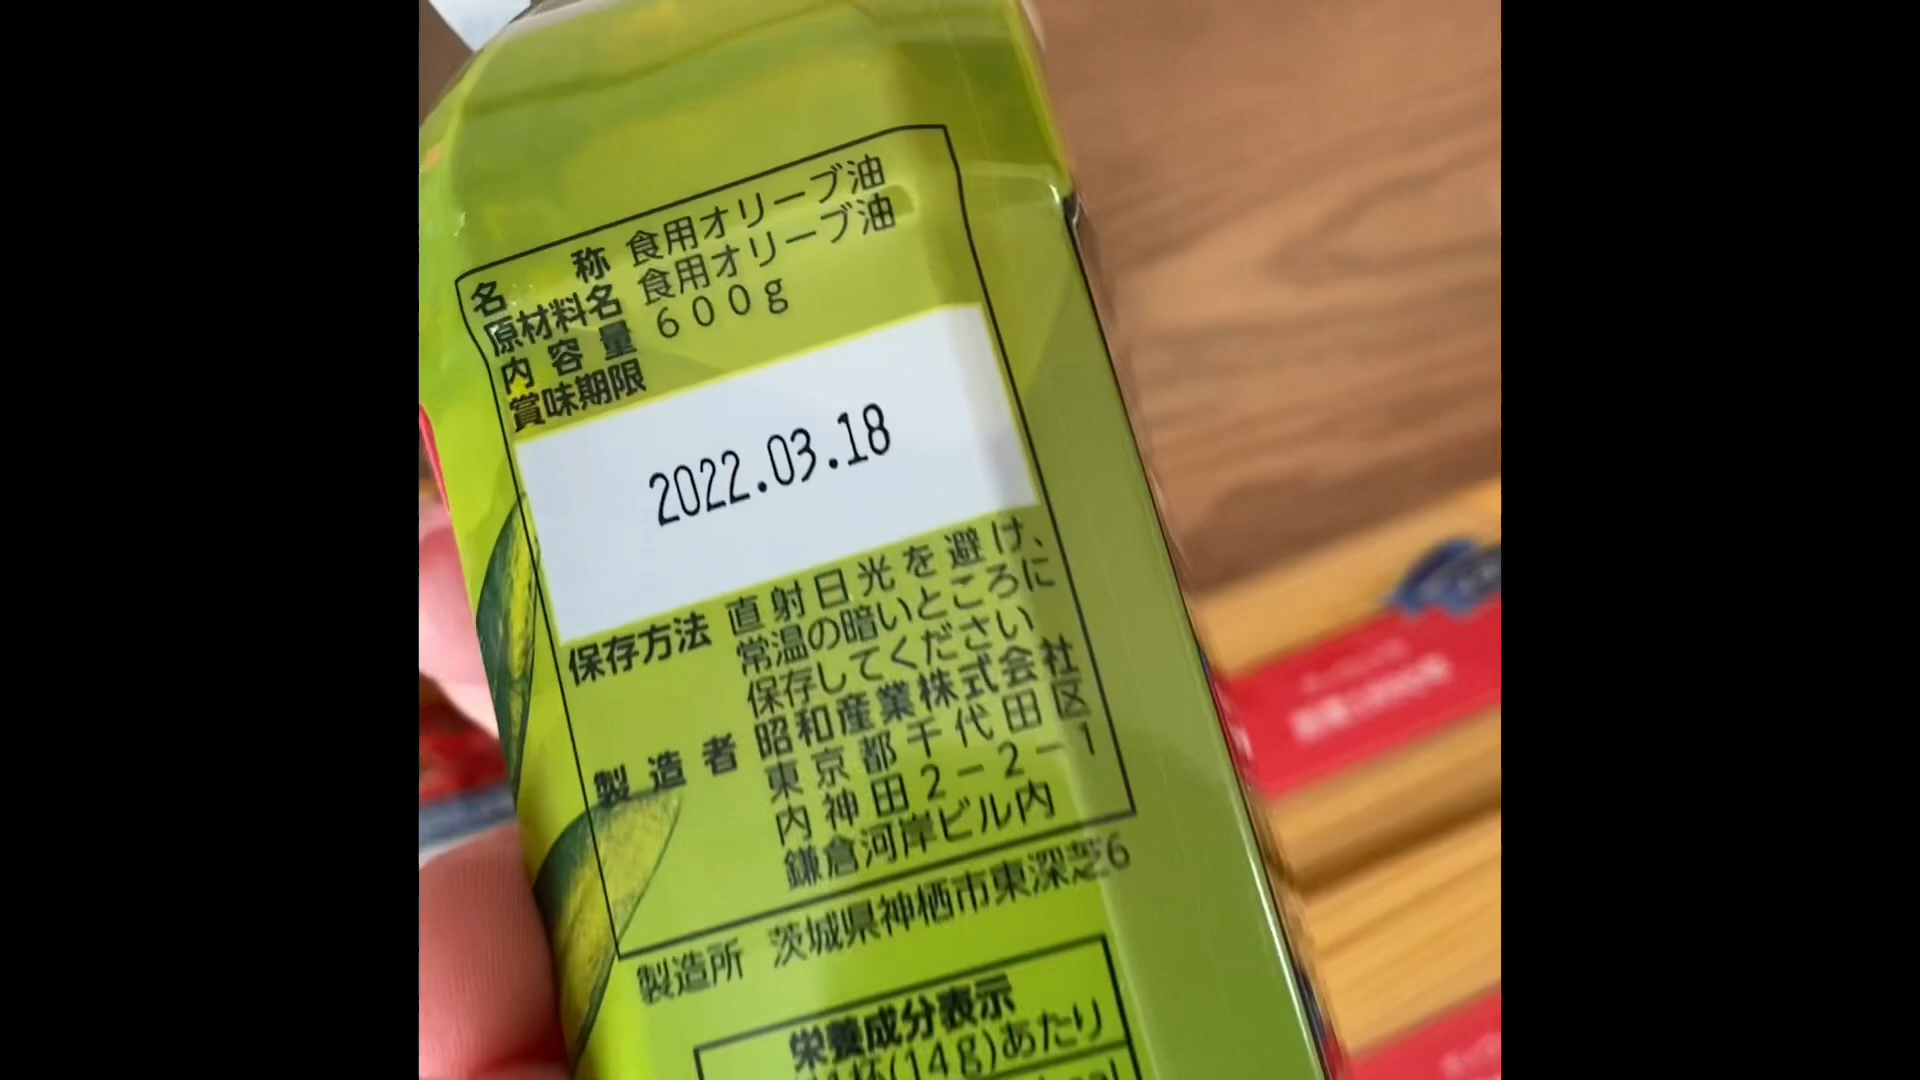 名称 食用オリーブ油
原材料名 食用オリーブ油
内容量 600g
賞味期限
2022.03.18
保存方法 直射日光を避け、
常温の暗いところに
保存してください
製造者 昭和産業株式会社
東京都千代田区
内神田2-2-1
鎌倉河岸ビル内
製造所 茨城県神栖市東深芝6
栄養成分表示
(14g)あたり